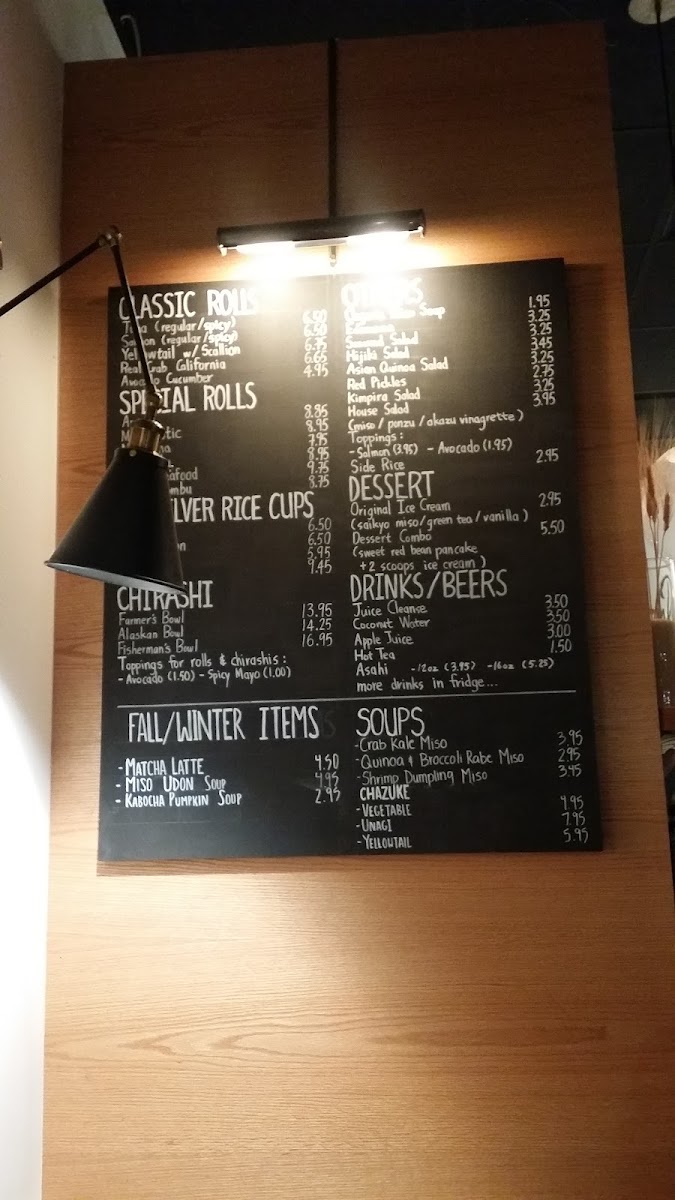 CLASSIC ROLLS
Tuna (regular/spicy) 6.50
Salmon (regular/spicy) 6.50
Yellowtail w/ Scallion 6.75
Real Crab California 6.65
Avocado Cucumber 4.95
SPECIAL ROLLS
8.85
8.95
7.95
8.95
9.75
8.75
SILVER RICE CUPS
6.50
6.50
5.95
9.45
CHIRASHI
Farmer's Bowl 13.95
Alaskan Bowl 14.25
Fisherman's Bowl 16.95
Toppings for rolls & chirashis :
- Avocado (1.50) - Spicy Mayo (1.00)
OTHERS
Soup 1.95
3.25
Seaweed Salad 3.25
Hijiki Salad 3.45
Asian Quinoa Salad 3.25
Red Pickles 2.75
Kimpira Salad 3.25
House Salad 3.95
(miso / ponzu / akazu vinagrette)
Toppings :
- Salmon (3.95) - Avocado (1.95)
Side Rice 2.95
DESSERT
Original Ice Cream 2.95
(saikyo miso/green tea/vanilla)
Dessert Combo 5.50
(sweet red bean pancake
+ 2 scoops ice cream)
DRINKS/BEERS
Juice Cleanse 3.50
Coconut Water 3.50
Apple Juice 3.00
Hot Tea 1.50
Asahi -12oz (3.95) -16oz (5.25)
more drinks in fridge...
FALL/WINTER ITEMS
- MATCHA LATTE 4.50
- MISO UDON SOUP 4.95
- KABOCHA PUMPKIN SOUP 2.95
SOUPS
-Crab Kale Miso 3.95
-Quinoa & Broccoli Rabe Miso 2.95
-Shrimp Dumpling Miso 3.45
CHAZUKE
-VEGETABLE 4.95
-UNAGI 7.95
-YELLOWTAIL 5.95